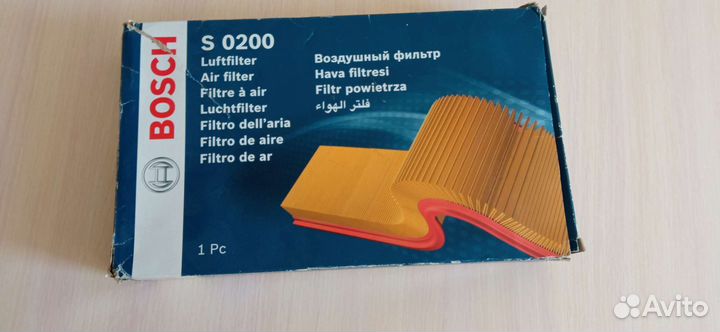 BOSCH
S 0200
Luftfilter
Air filter
Filtre à air
Luchtfilter
Filtro dell'aria
Filtro de aire
Filtro de ar
Воздушный фильтр
Hava filtresi
Filtr powietrza
فلتر الهواء
1 Pc
Avito